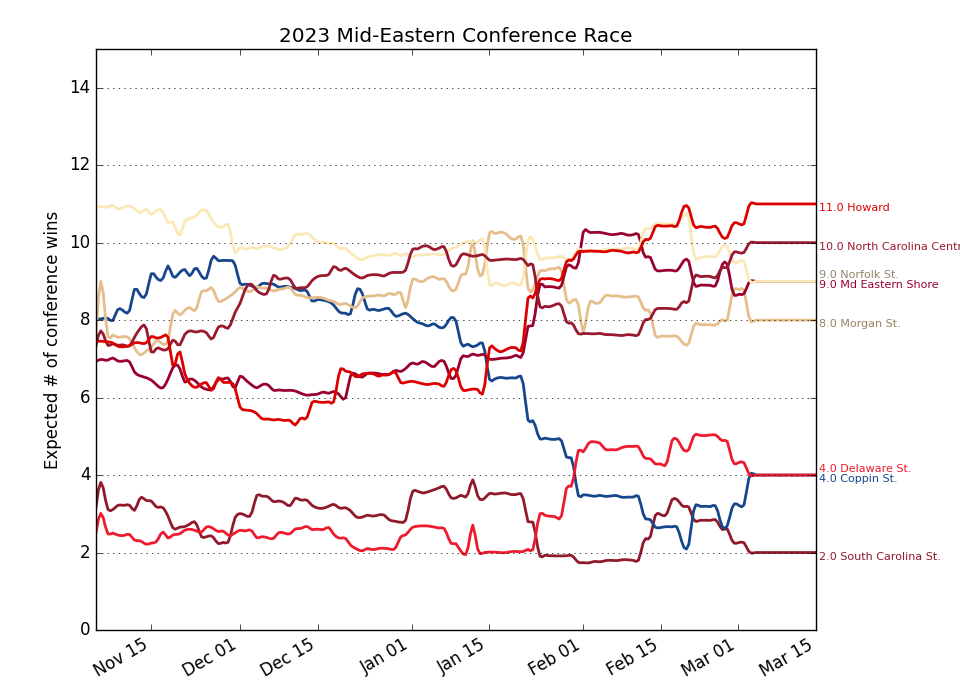 2023 Mid-Eastern Conference Race
Expected # of conference wins
14
12
10
8
6
4
2
0
11.0 Howard
10.0 North Carolina Centr
9.0 Norfolk St.
9.0 Md Eastern Shore
8.0 Morgan St.
4.0 Delaware St.
4.0 Coppin St.
2.0 South Carolina St.
Nov 15
Dec 01
Dec 15
Jan 01
Jan 15
Feb 01
Feb 15
Mar 01
Mar 15